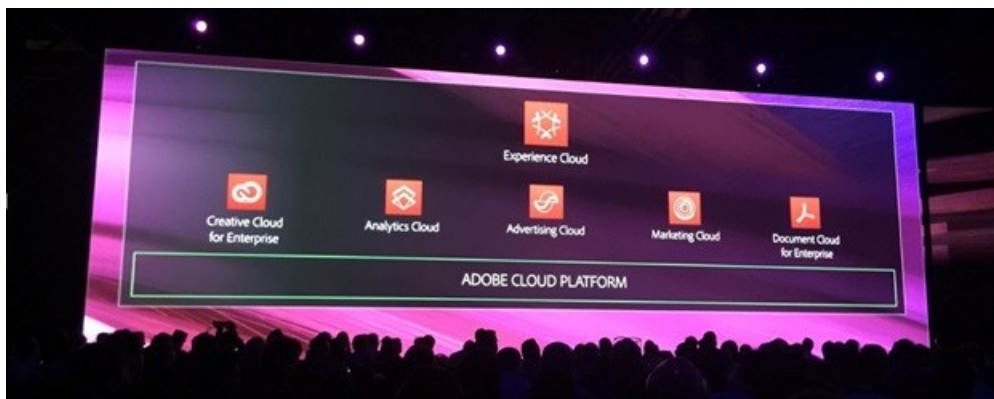 Experience Cloud
Creative Cloud
for Enterprise
Analytics Cloud
Advertising Cloud
Marketing Cloud
Document Cloud
for Enterprise
ADOBE CLOUD PLATFORM